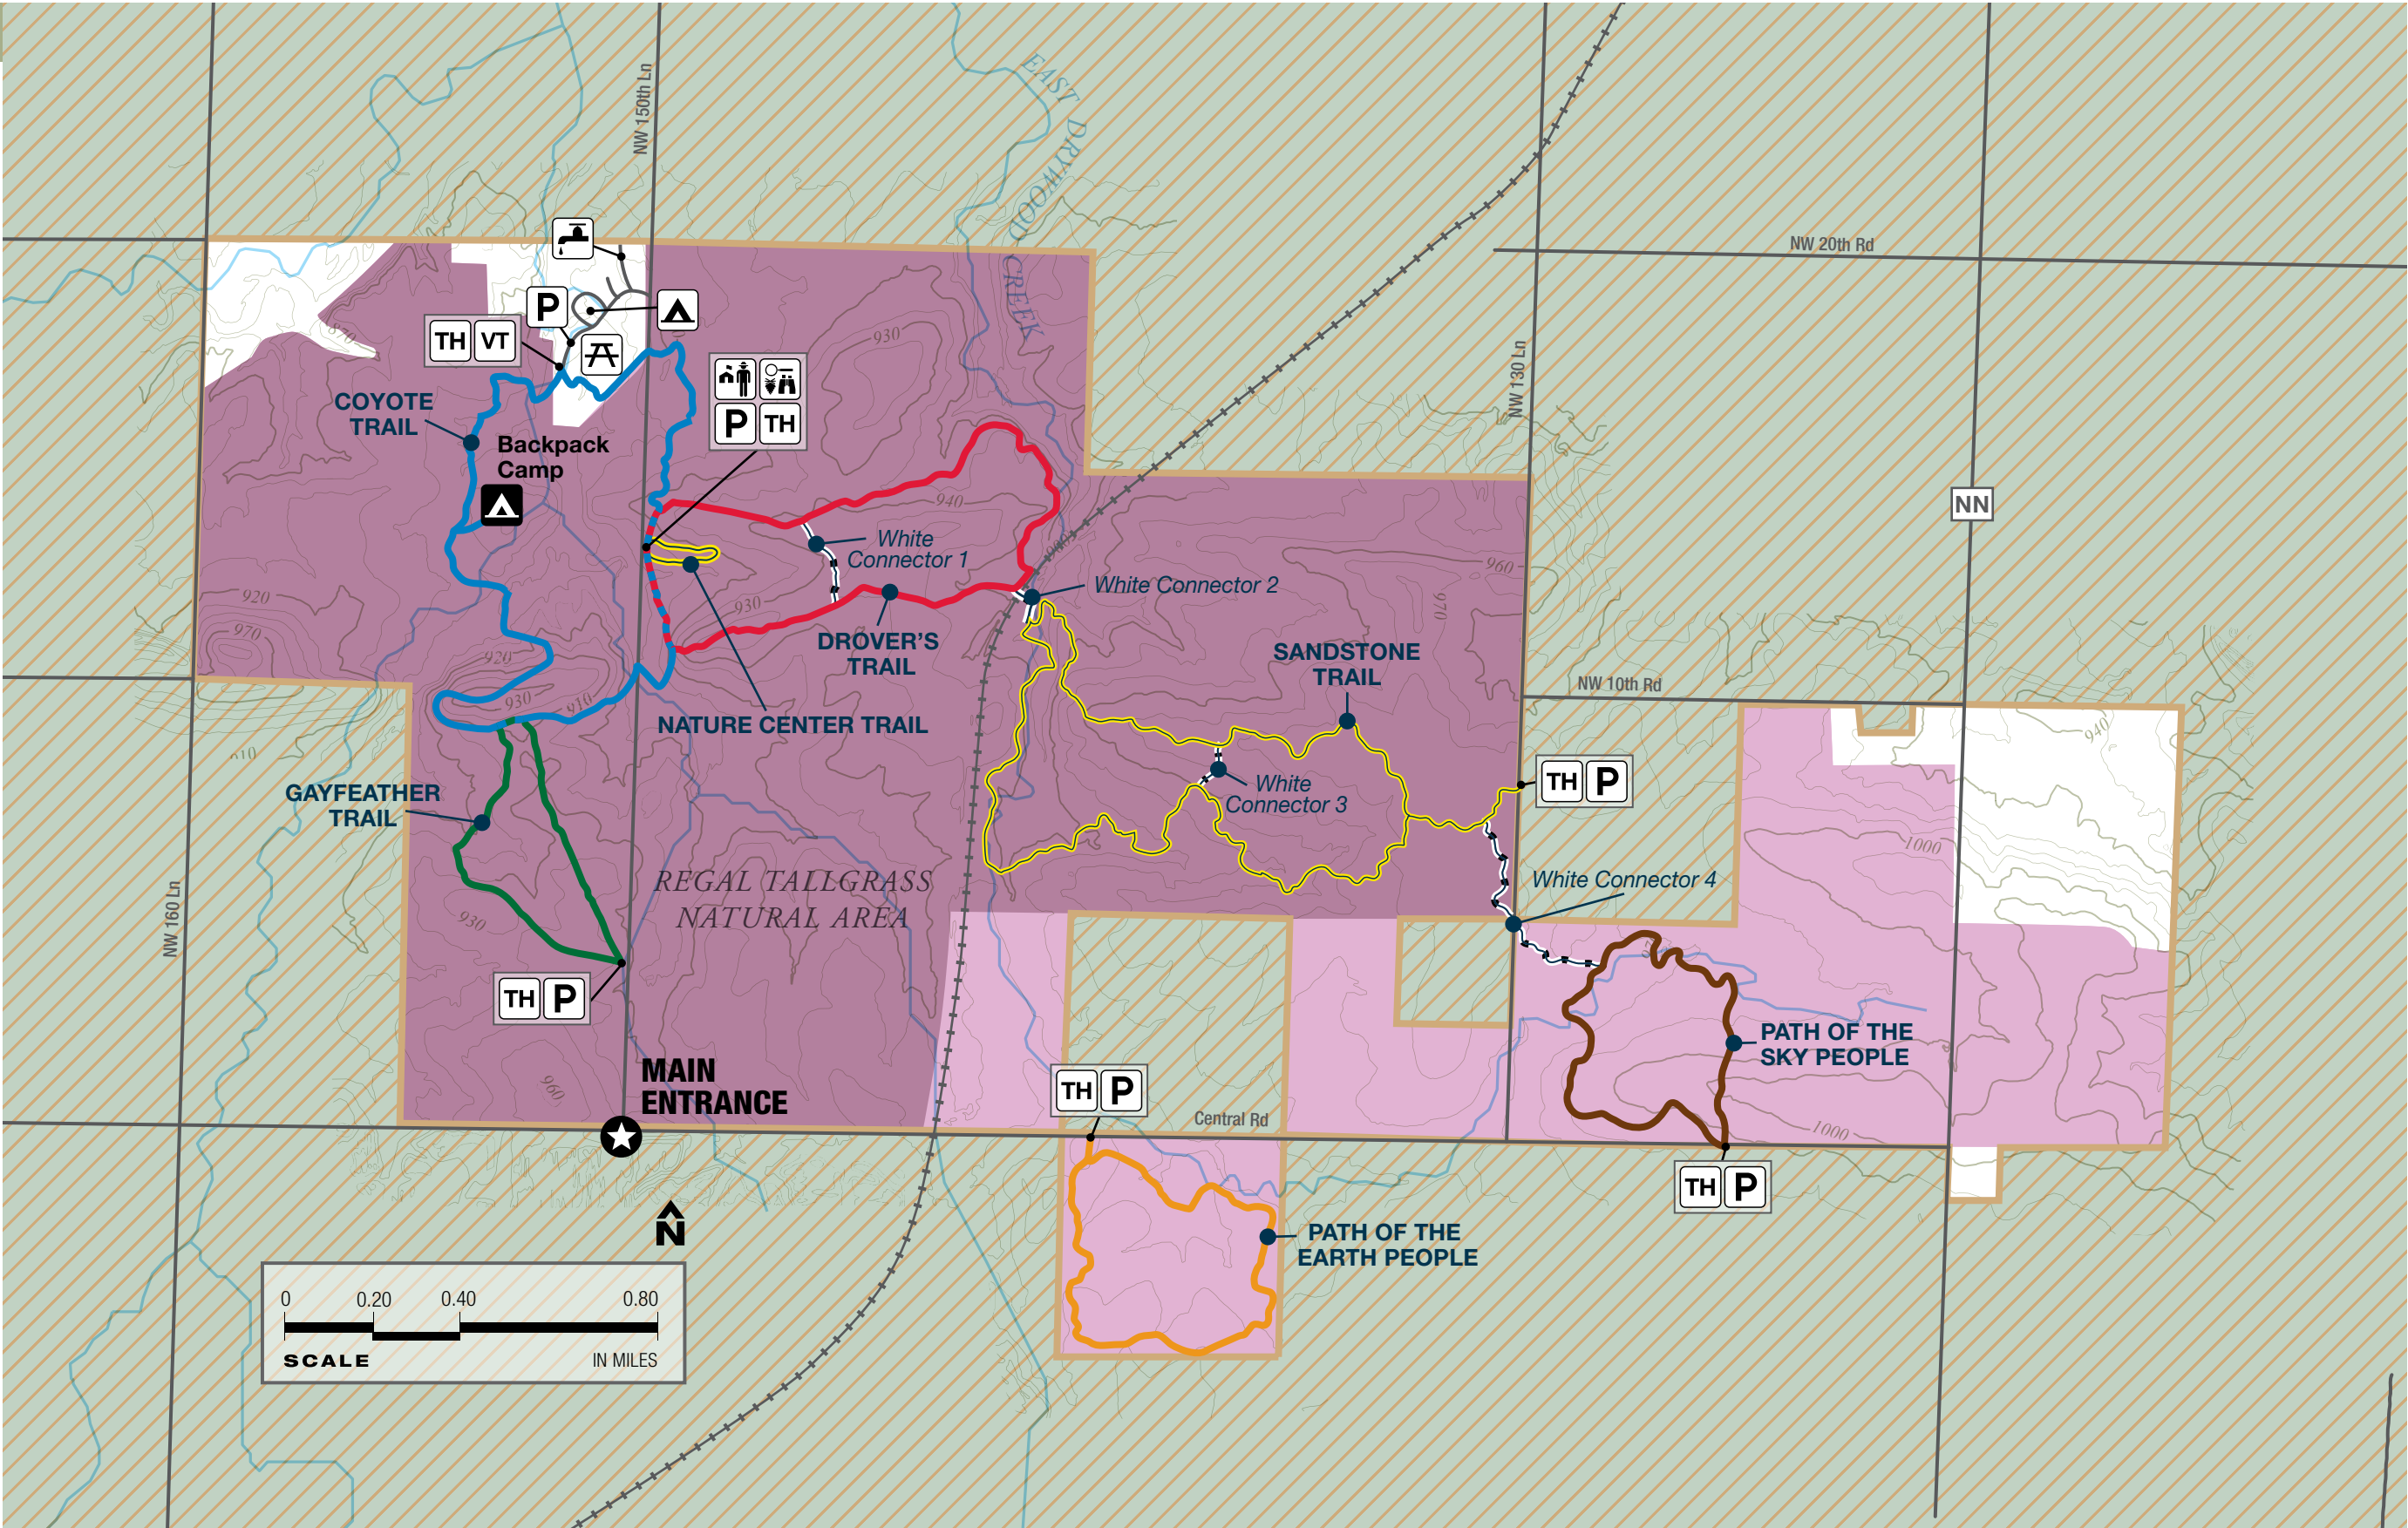 NW 150th Ln
EAST DRYWOOD CREEK
NW 20th Rd
P
TH VT
930
870
COYOTE
TRAIL
Backpack
Camp
P TH
NW 130 Ln
NN
940
White
Connector 1
900
960
White Connector 2
970
920
930
970
DROVER'S
TRAIL
SANDSTONE
TRAIL
920
930
910
NW 10th Rd
NATURE CENTER TRAIL
940
TH P
GAYFEATHER
TRAIL
White
Connector 3
1000
White Connector 4
REGAL TALLGRASS
NATURAL AREA
930
NW 160 Ln
TH P
PATH OF THE
SKY PEOPLE
MAIN
ENTRANCE
960
TH P
Central Rd
1000
TH P
N
PATH OF THE
EARTH PEOPLE
0 0.20 0.40 0.80
SCALE IN MILES